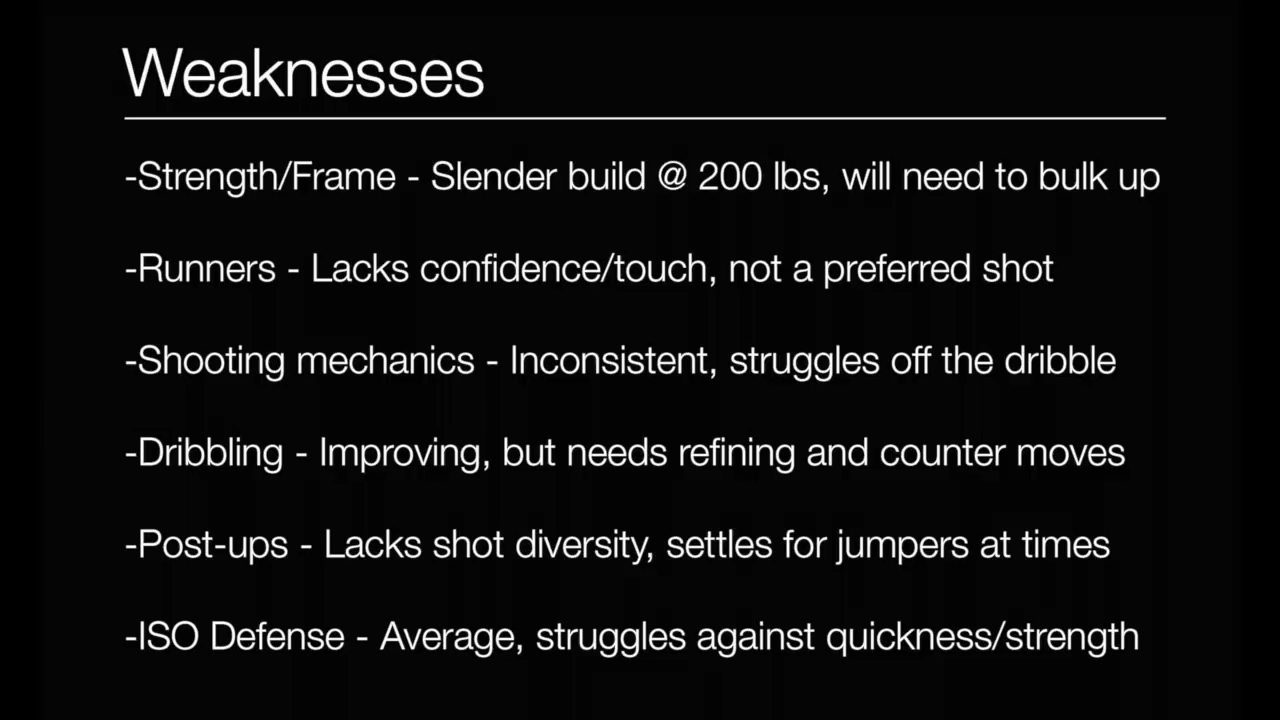 Weaknesses
-Strength/Frame - Slender build @ 200 lbs, will need to bulk up
-Runners - Lacks confidence/touch, not a preferred shot
-Shooting mechanics - Inconsistent, struggles off the dribble
-Dribbling - Improving, but needs refining and counter moves
-Post-ups - Lacks shot diversity, settles for jumpers at times
-ISO Defense - Average, struggles against quickness/strength